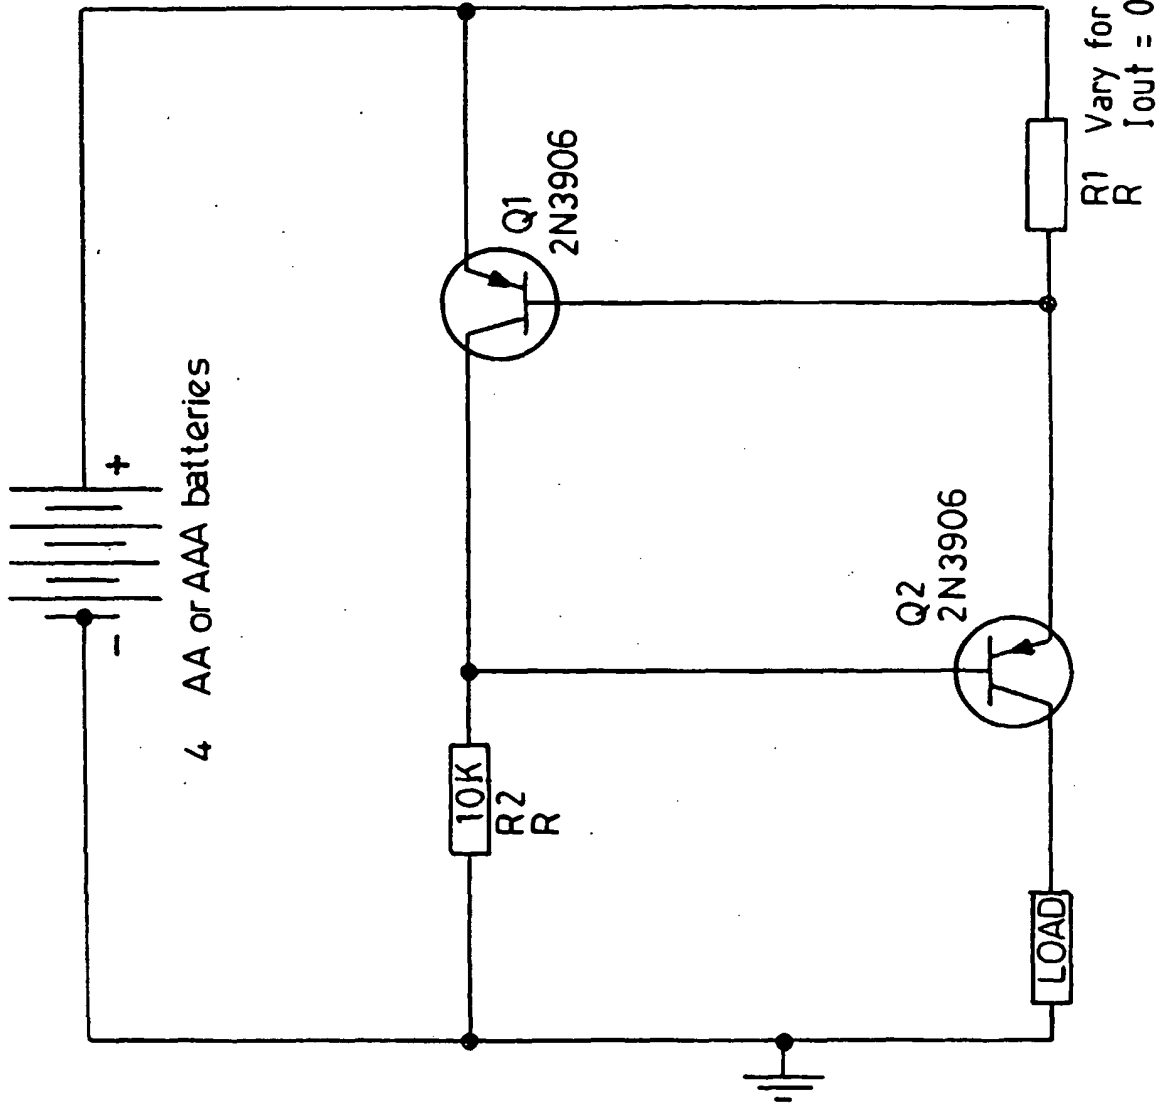 +
-
4 AA or AAA batteries
Q1
2N3906
10K
R2
R
Q2
2N3906
LOAD
R1
R
Vary for
Iout = 0